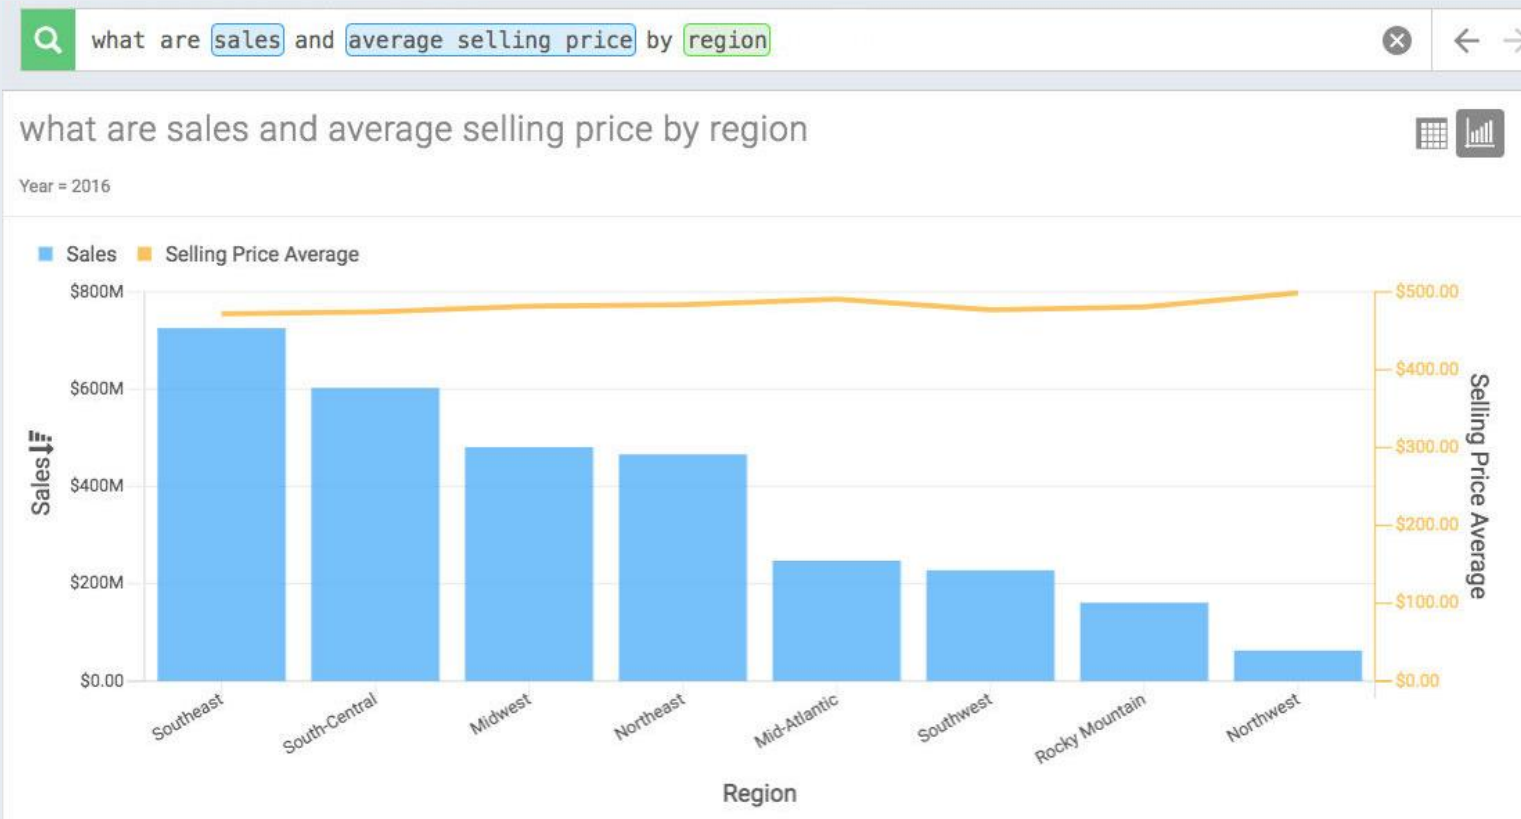 what are sales and average selling price by region
what are sales and average selling price by region
Year = 2016
Sales Selling Price Average
$800M
$600M
$400M
$200M
$0.00
Sales
$500.00
$400.00
$300.00
$200.00
$100.00
$0.00
Selling Price Average
Southeast
South-Central
Midwest
Northeast
Mid-Atlantic
Southwest
Rocky Mountain
Northwest
Region